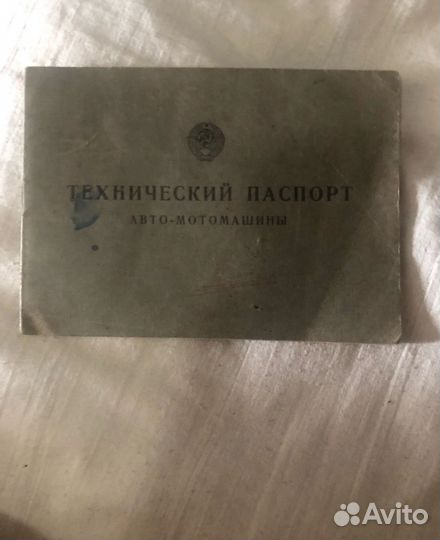 ТЕХНИЧЕСКИЙ ПАСПОРТ
АВТО-МОТОМАШИНЫ
Avito